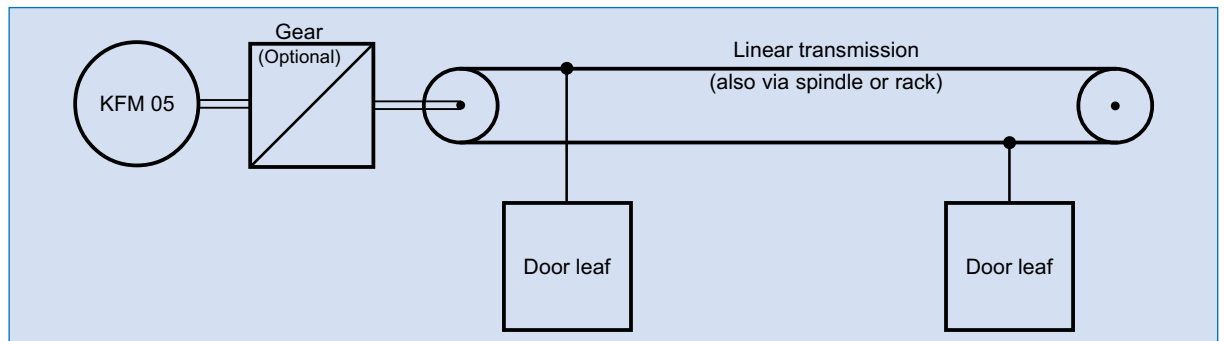 Gear
(Optional)
KFM 05
Linear transmission
(also via spindle or rack)
Door leaf
Door leaf